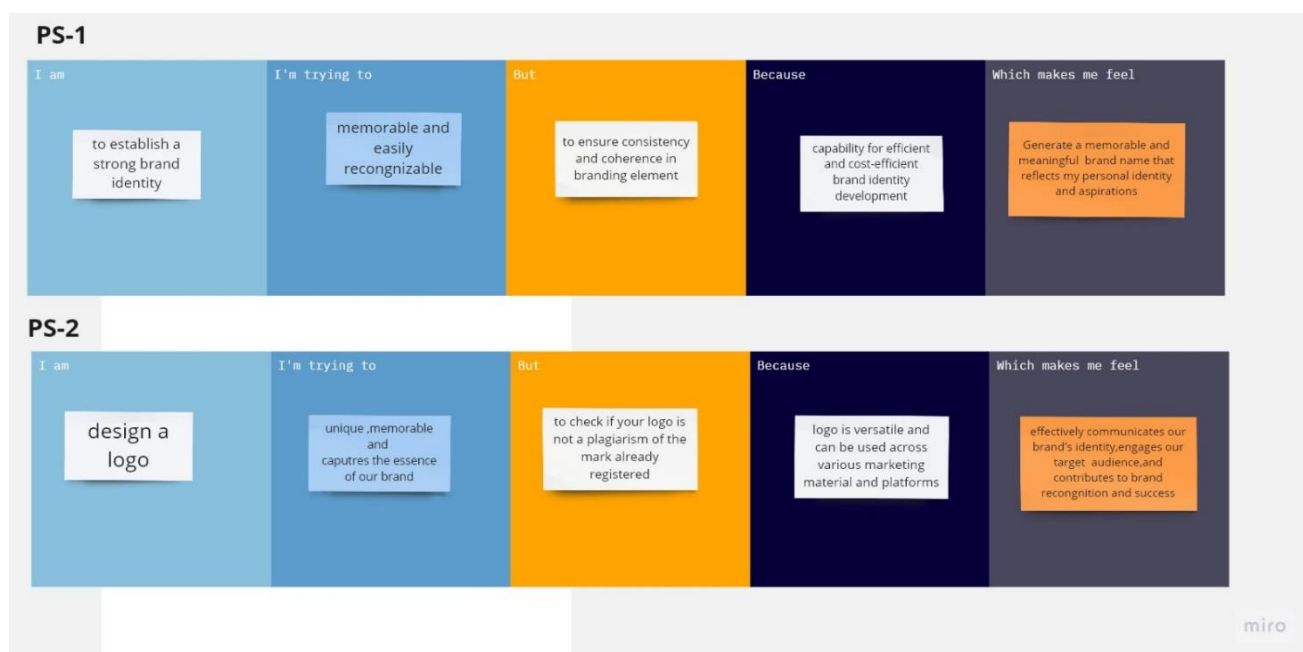 PS-1
I am
I'm trying to
But
Because
Which makes me feel
to establish a
strong brand
identity
memorable and
easily
recongnizable
to ensure consistency
and coherence in
branding element
capability for efficient
and cost-efficient
brand identity
development
Generate a memorable and
meaningful brand name that
reflects my personal identity
and aspirations
PS-2
I am
I'm trying to
But
Because
Which makes me feel
design a
logo
unique ,memorable
and
caputres the essence
of our brand
to check if your logo is
not a plagiarism of the
mark already
registered
logo is versatile and
can be used across
various marketing
material and platforms
effectively communicates our
brand's identity,engages our
target audience,and
contributes to brand
recongnition and success
miro